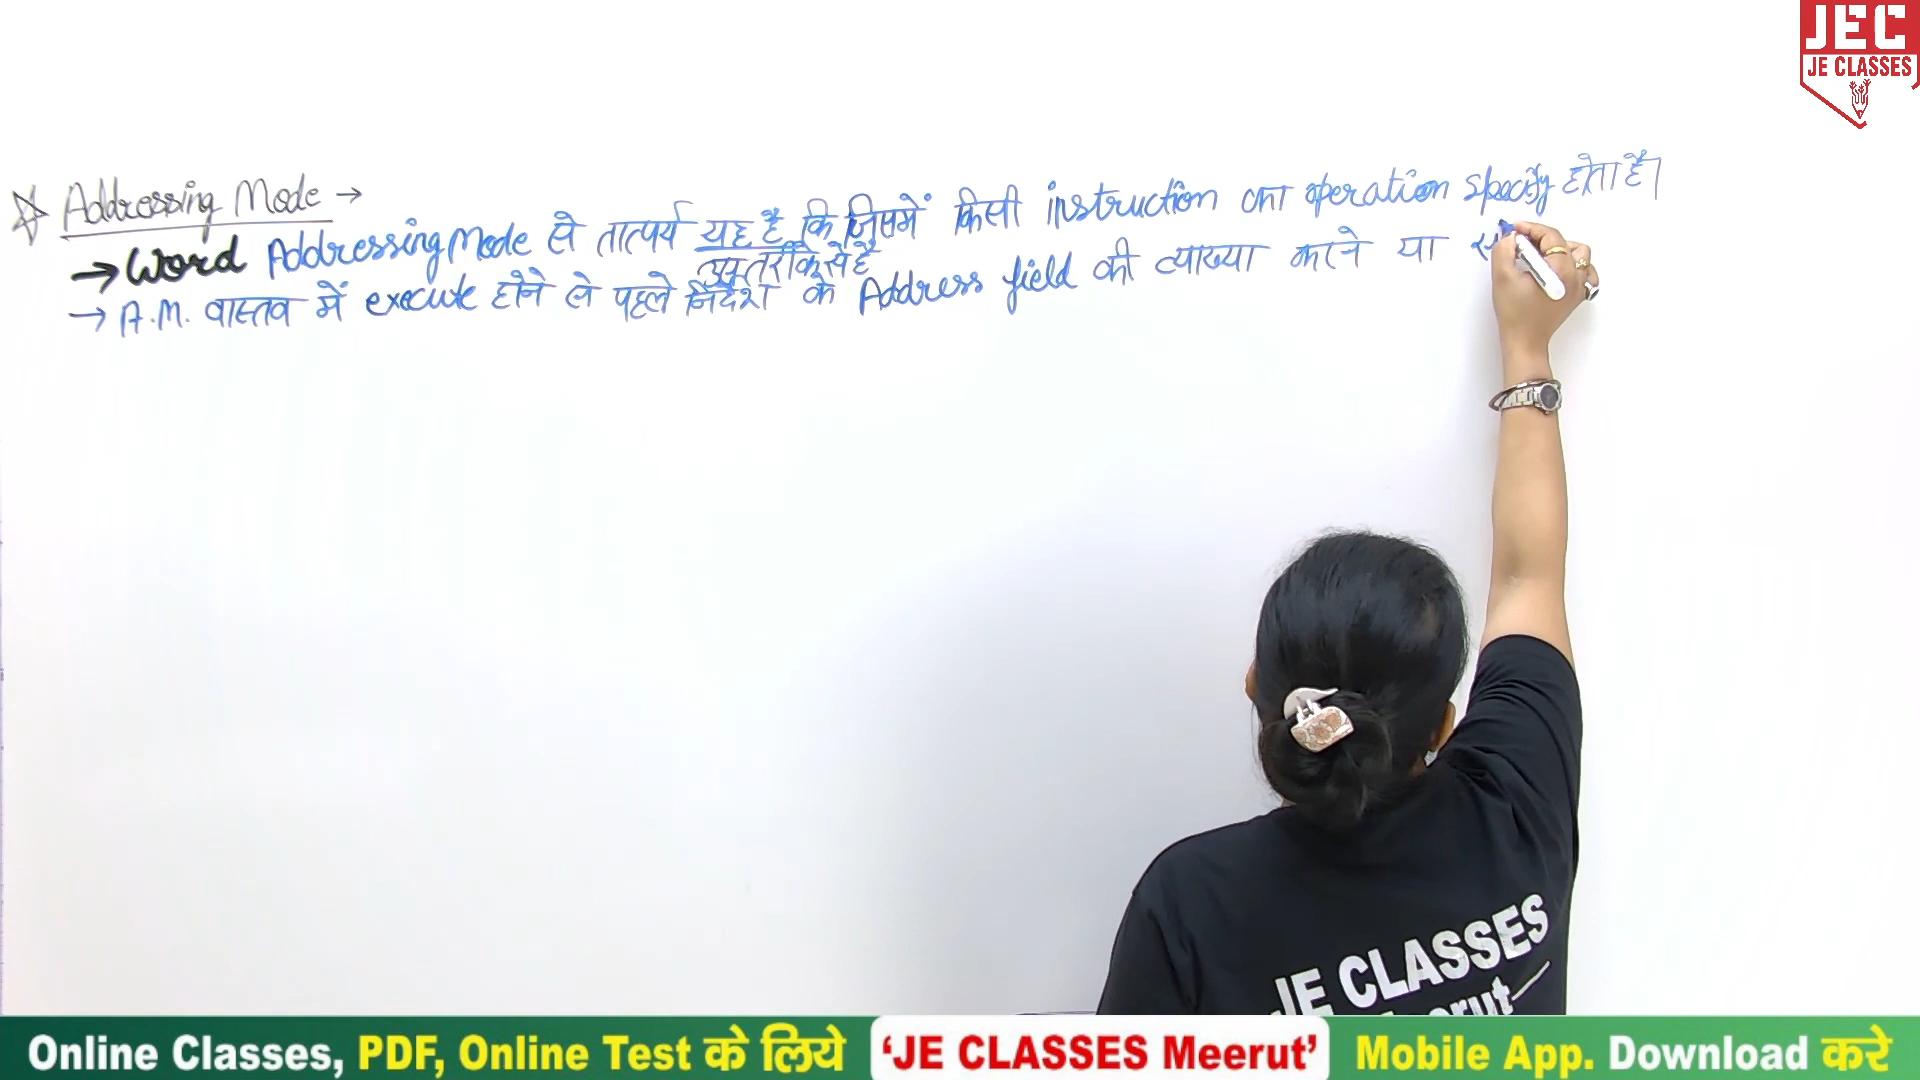 JEC
JE CLASSES
Addressing Mode →
→ Word Addressing Mode से तात्पर्य यह है कि जिसमें किसी instruction का operation specify होता है।
उस तरीके से है
→ A.M. वास्तव में execute होने से पहले निर्देश के Address field की व्याख्या करने या
JE CLASSES
Online Classes, PDF, Online Test के लिये 'JE CLASSES Meerut' Mobile App. Download करे